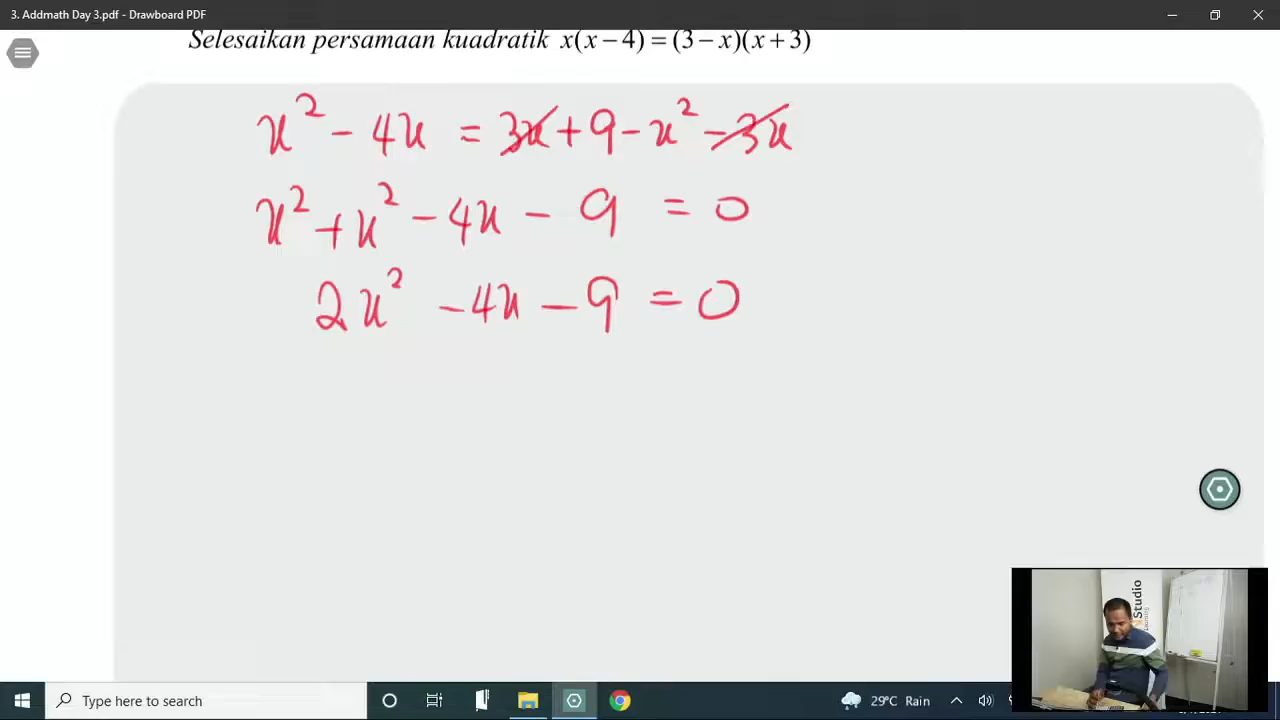 3. Addmath Day 3.pdf - Drawboard PDF
Selesaikan persamaan kuadratik x(x−4)=(3−x)(x+3)
x² − 4x = 3x + 9 − x² − 3x
x² + x² − 4x − 9 = 0
2x² − 4x − 9 = 0
Studio
Type here to search
29°C Rain